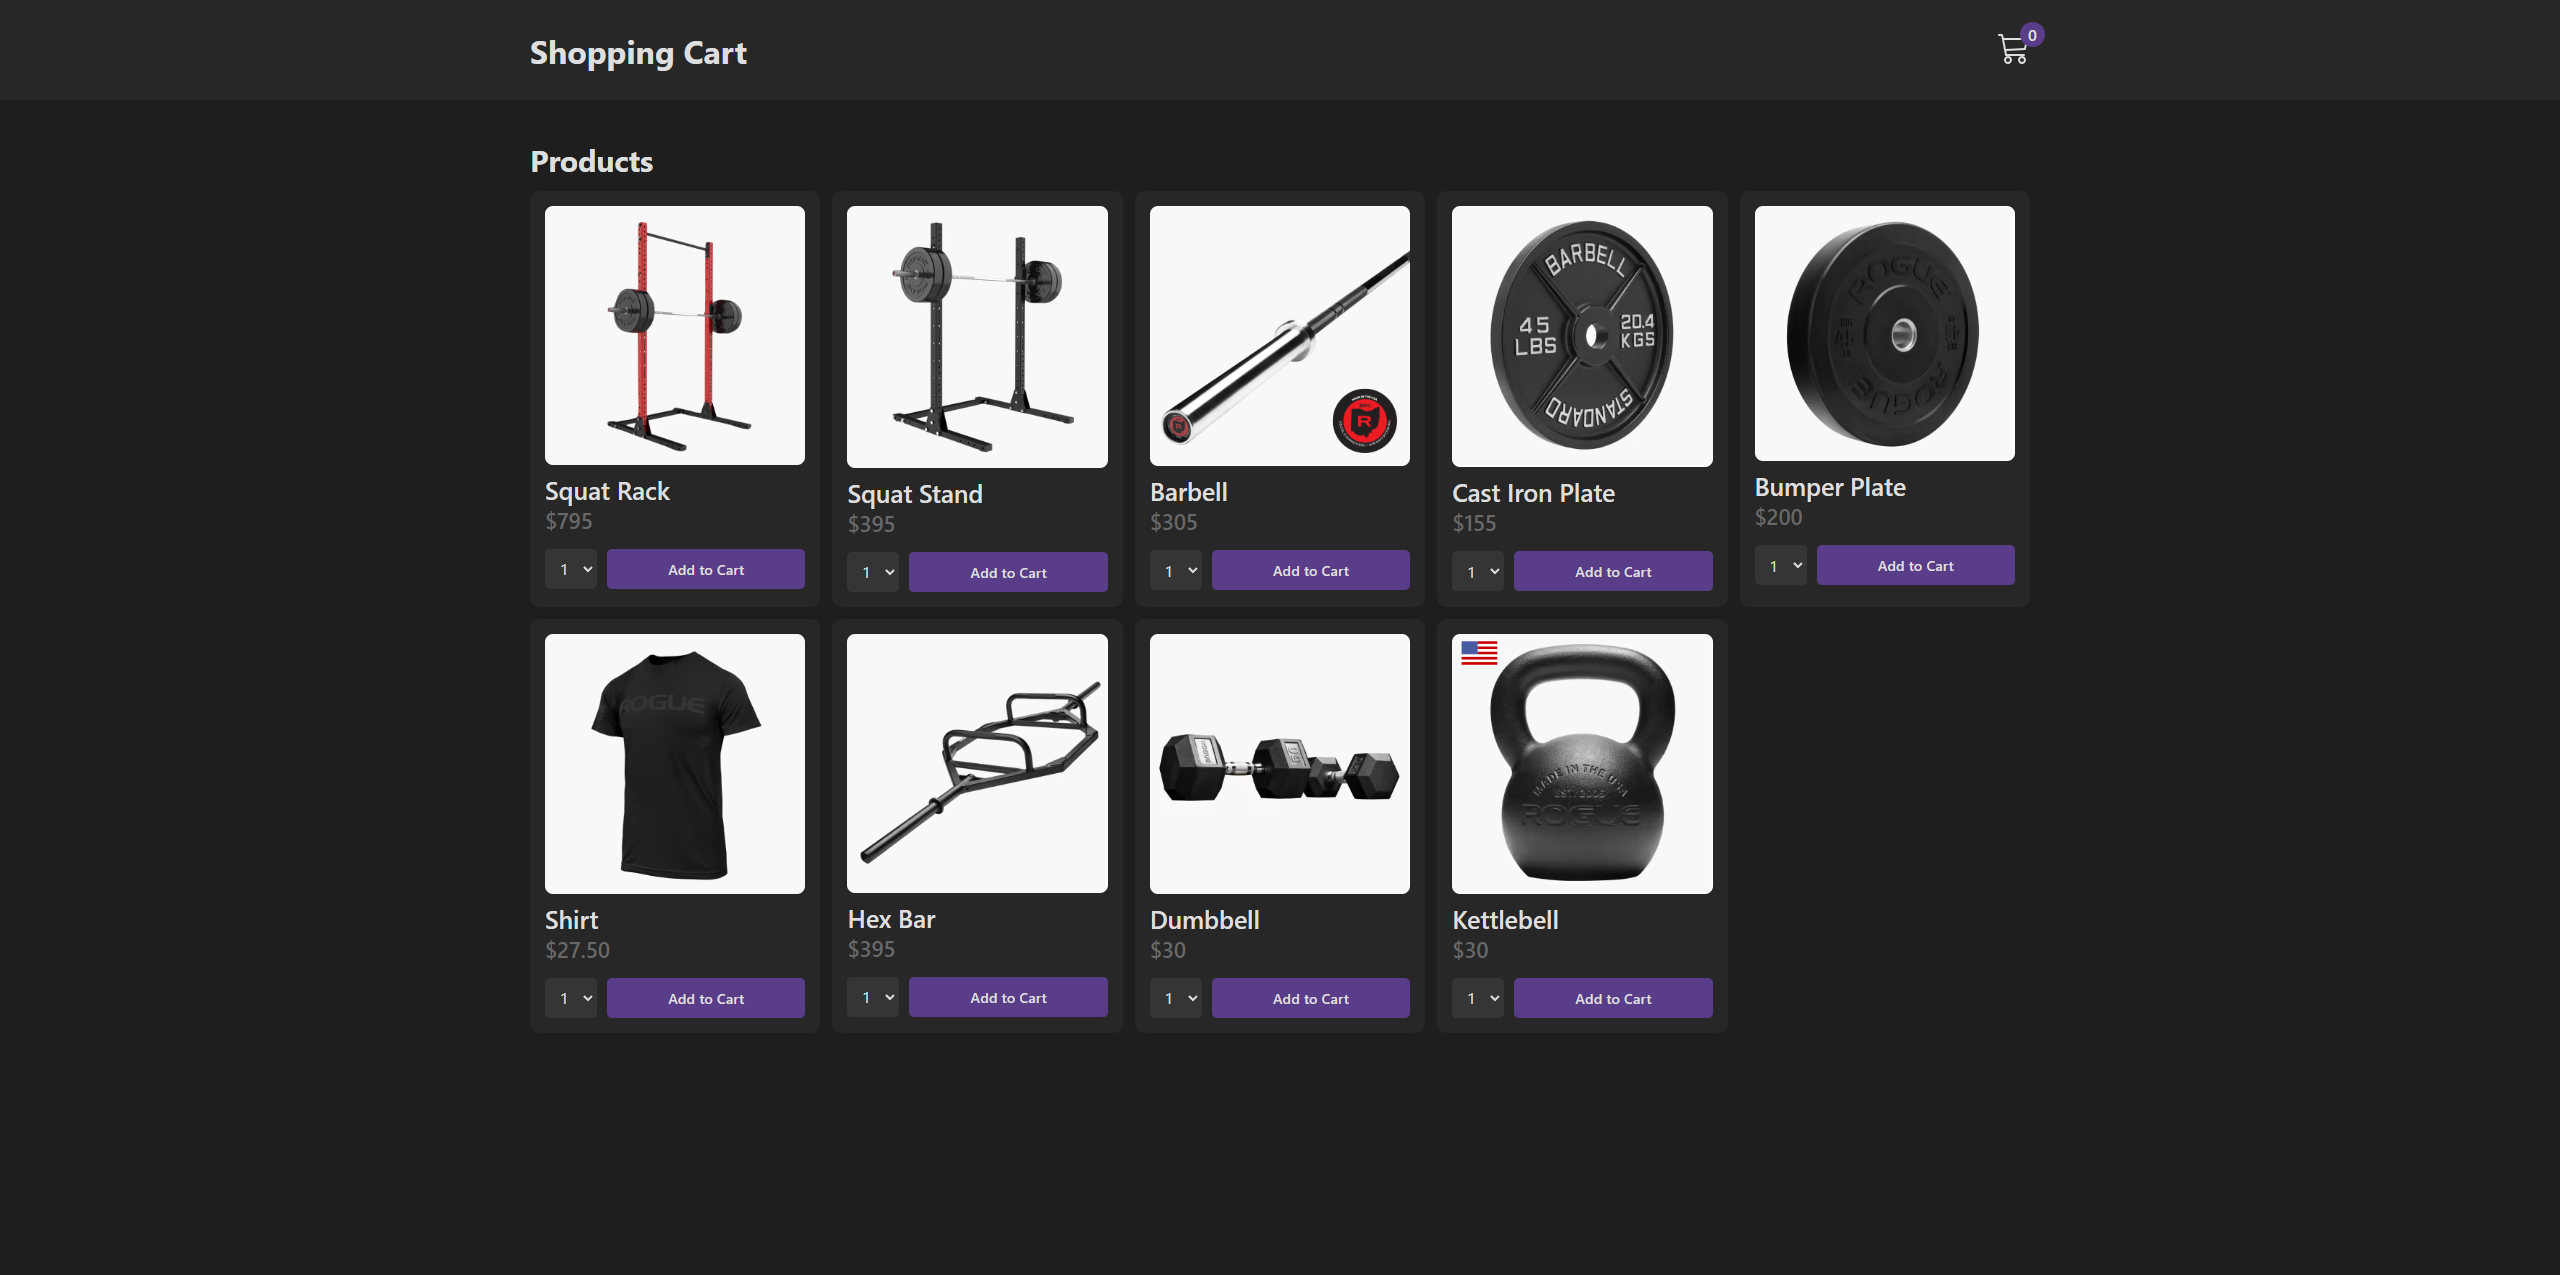 Shopping Cart
0
Products
BARBELL
45 LBS
20.4 KGS
STANDARD
ROGUE
ROGUE
R
Squat Rack
$795
1
Add to Cart
Squat Stand
$395
1
Add to Cart
Barbell
$305
1
Add to Cart
Cast Iron Plate
$155
1
Add to Cart
Bumper Plate
$200
1
Add to Cart
ROGUE
MADE IN THE USA
ROGUE
Shirt
$27.50
1
Add to Cart
Hex Bar
$395
1
Add to Cart
Dumbbell
$30
1
Add to Cart
Kettlebell
$30
1
Add to Cart